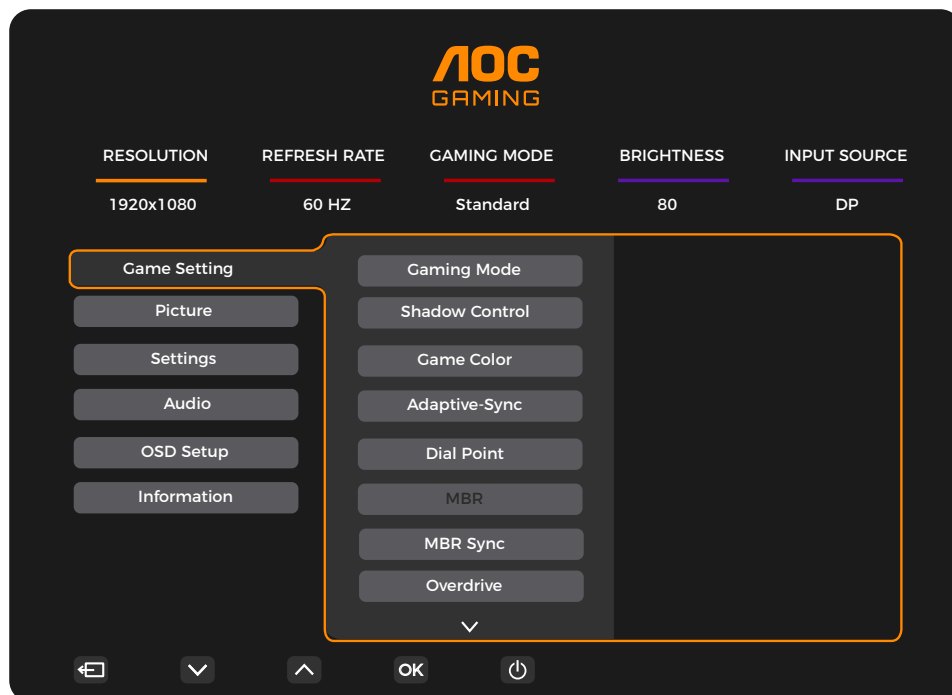 AOC
GAMING
RESOLUTION REFRESH RATE GAMING MODE BRIGHTNESS INPUT SOURCE
1920x1080 60 HZ Standard 80 DP
Game Setting
Picture
Settings
Audio
OSD Setup
Information
Gaming Mode
Shadow Control
Game Color
Adaptive-Sync
Dial Point
MBR
MBR Sync
Overdrive
OK